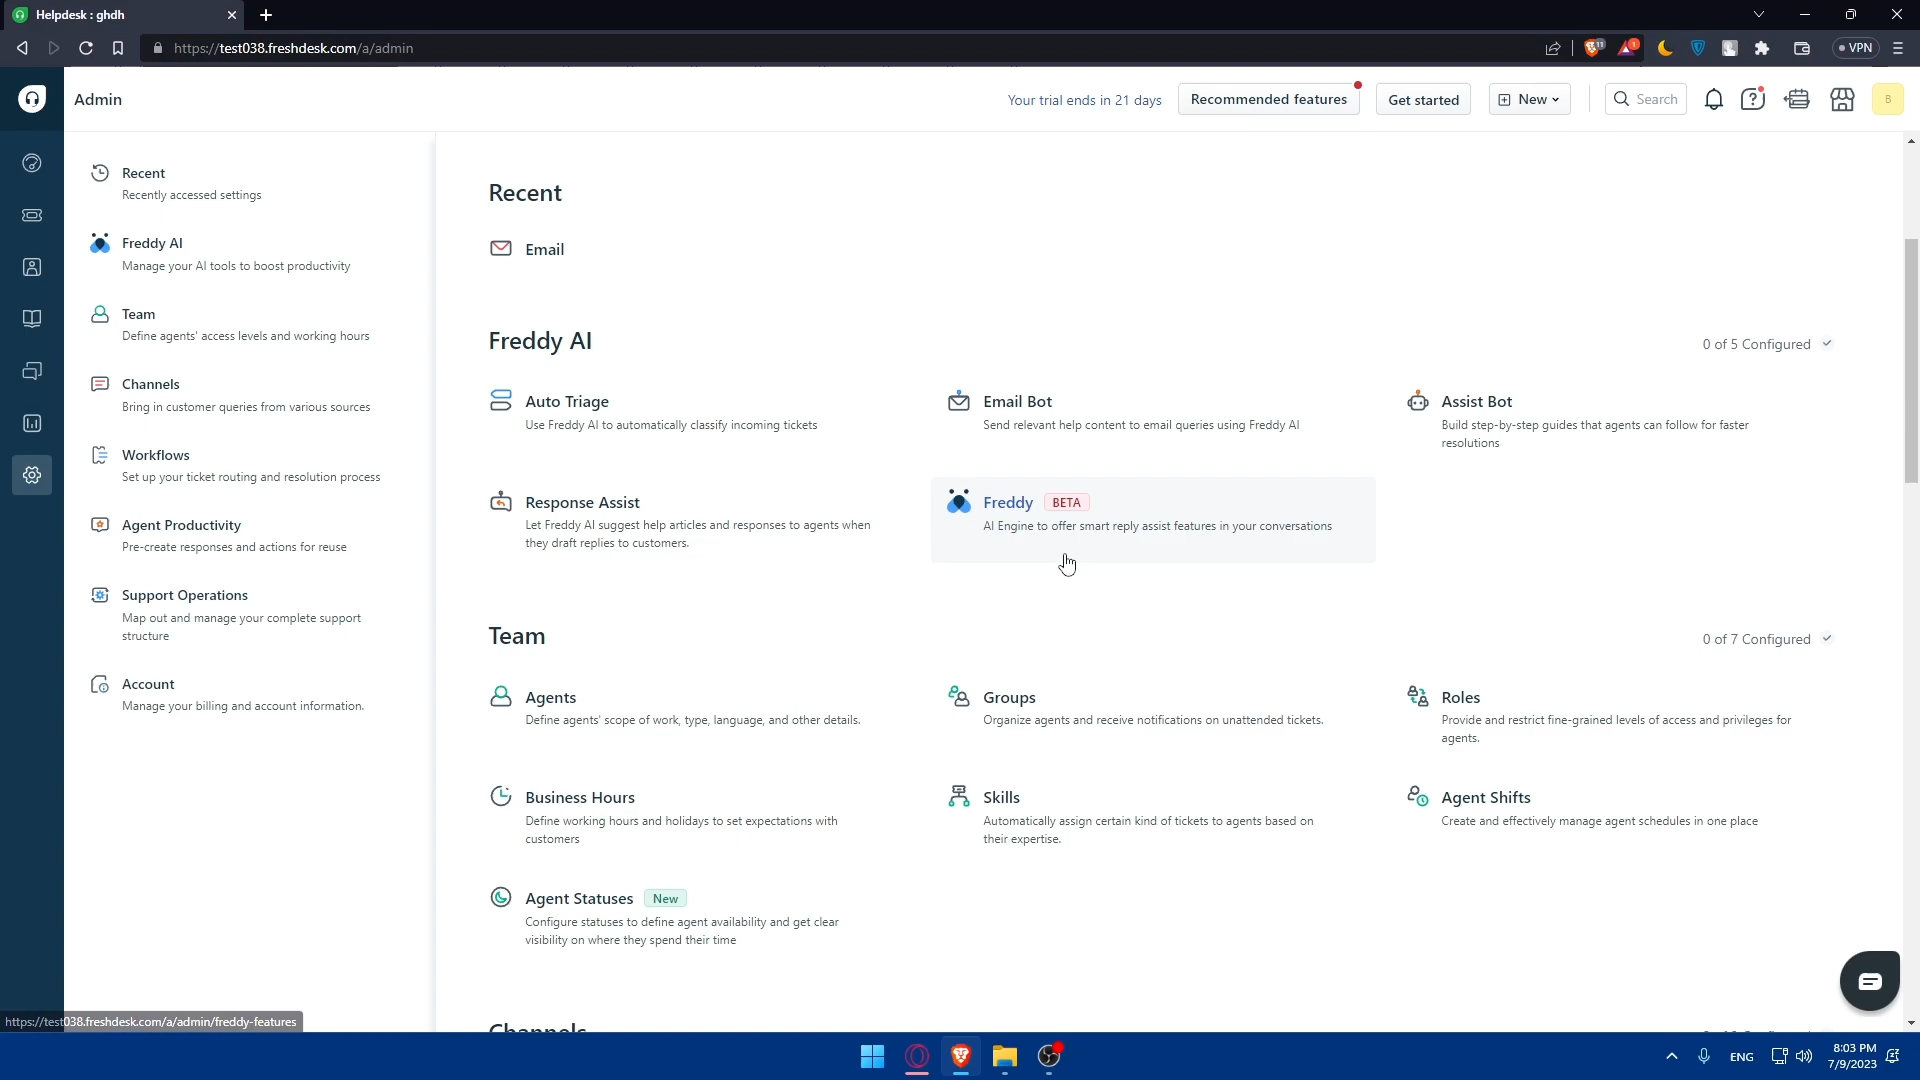 Helpdesk : ghdh
https://test038.freshdesk.com/a/admin
11
1
VPN
Admin
Your trial ends in 21 days
Recommended features
Get started
New
Search
B
Recent
Recently accessed settings
Freddy AI
Manage your AI tools to boost productivity
Team
Define agents' access levels and working hours
Channels
Bring in customer queries from various sources
Workflows
Set up your ticket routing and resolution process
Agent Productivity
Pre-create responses and actions for reuse
Support Operations
Map out and manage your complete support
structure
Account
Manage your billing and account information.
Recent
Email
Freddy AI
0 of 5 Configured
Auto Triage
Use Freddy AI to automatically classify incoming tickets
Email Bot
Send relevant help content to email queries using Freddy AI
Assist Bot
Build step-by-step guides that agents can follow for faster
resolutions
Response Assist
Let Freddy AI suggest help articles and responses to agents when
they draft replies to customers.
Freddy BETA
AI Engine to offer smart reply assist features in your conversations
Team
0 of 7 Configured
Agents
Define agents' scope of work, type, language, and other details.
Groups
Organize agents and receive notifications on unattended tickets.
Roles
Provide and restrict fine-grained levels of access and privileges for
agents.
Business Hours
Define working hours and holidays to set expectations with
customers
Skills
Automatically assign certain kind of tickets to agents based on
their expertise.
Agent Shifts
Create and effectively manage agent schedules in one place
Agent Statuses New
Configure statuses to define agent availability and get clear
visibility on where they spend their time
Channels
https://test038.freshdesk.com/a/admin/freddy-features
ENG
8:03 PM
7/9/2023